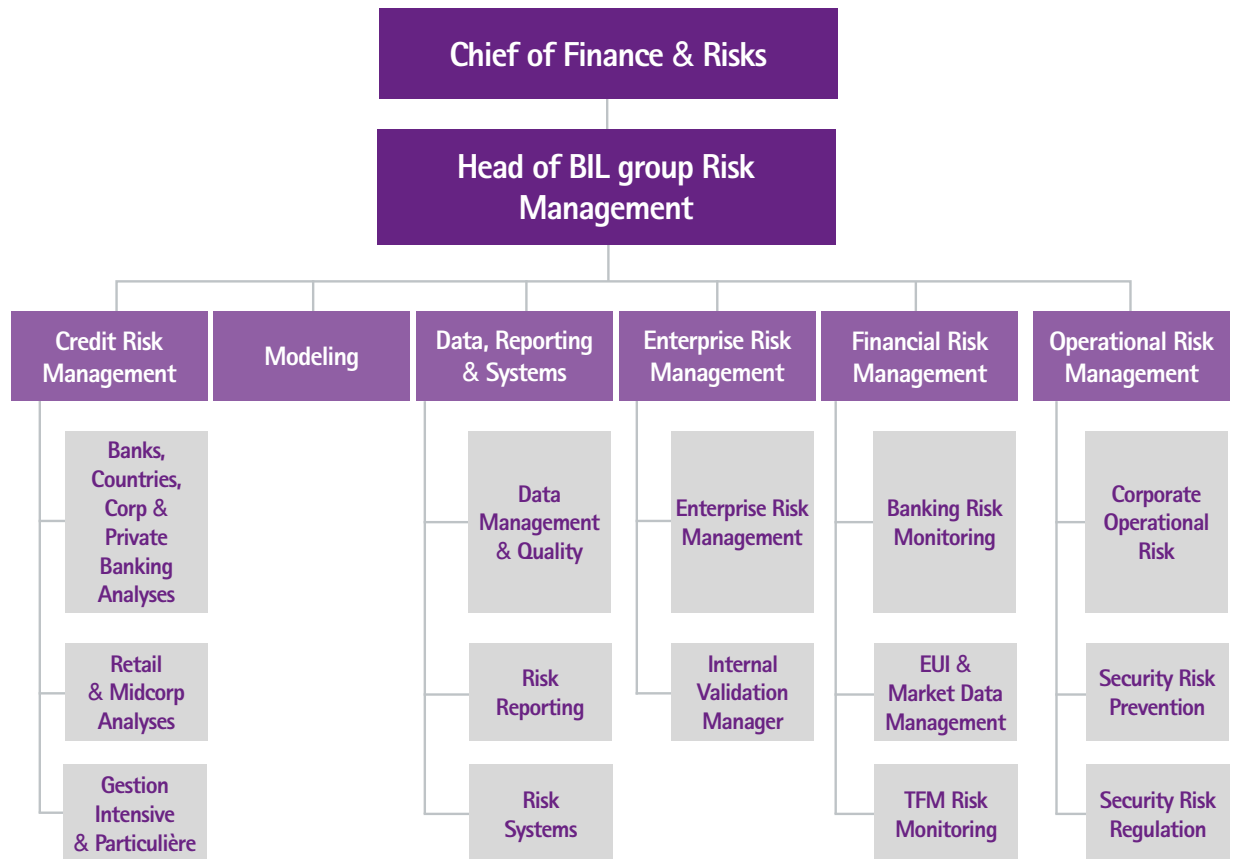 Chief of Finance & Risks
Head of BIL group Risk
Management
Credit Risk
Management
Modeling
Data, Reporting
& Systems
Enterprise Risk
Management
Financial Risk
Management
Operational Risk
Management
Banks,
Countries,
Corp &
Private
Banking
Analyses
Data
Management
& Quality
Enterprise Risk
Management
Banking Risk
Monitoring
Corporate
Operational
Risk
Retail
& Midcorp
Analyses
Risk
Reporting
Internal
Validation
Manager
EUI &
Market Data
Management
Security Risk
Prevention
Gestion
Intensive
& Particulière
Risk
Systems
TFM Risk
Monitoring
Security Risk
Regulation